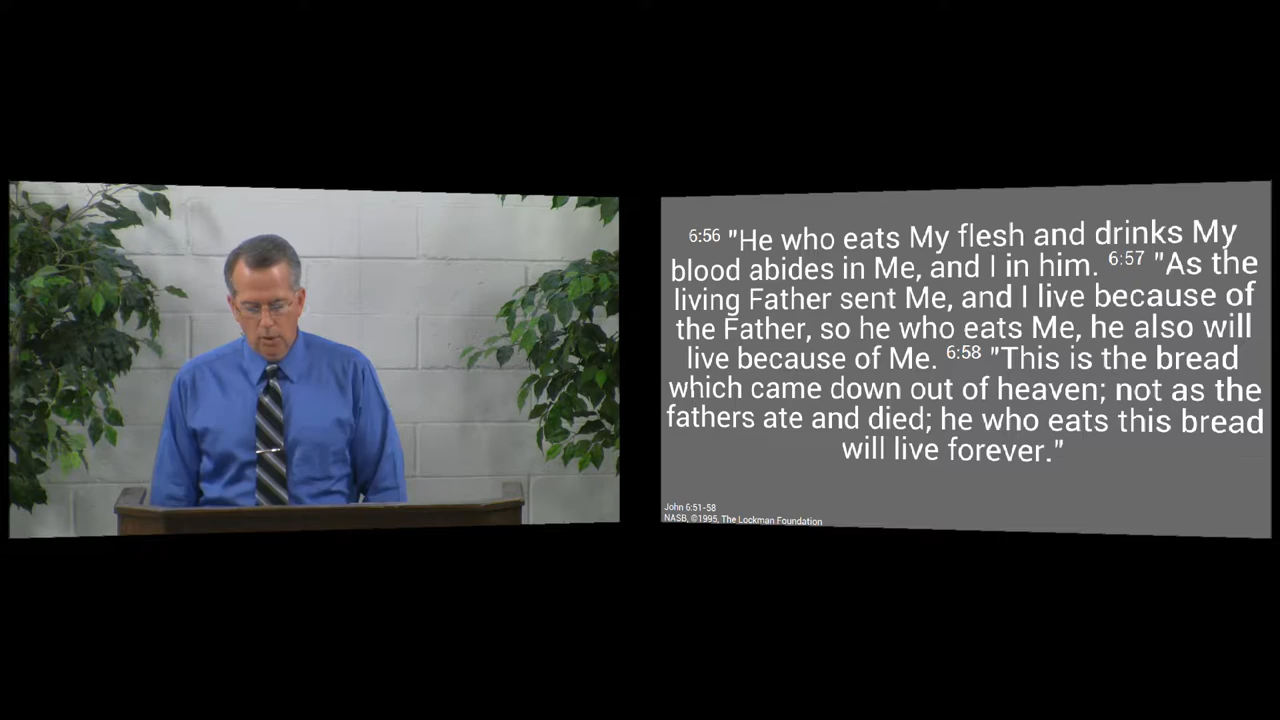 6:56 "He who eats My flesh and drinks My
blood abides in Me, and I in him. 6:57 "As the
living Father sent Me, and I live because of
the Father, so he who eats Me, he also will
live because of Me. 6:58 "This is the bread
which came down out of heaven; not as the
fathers ate and died; he who eats this bread
will live forever."
John 6:51-58
NASB, ©1995, The Lockman Foundation